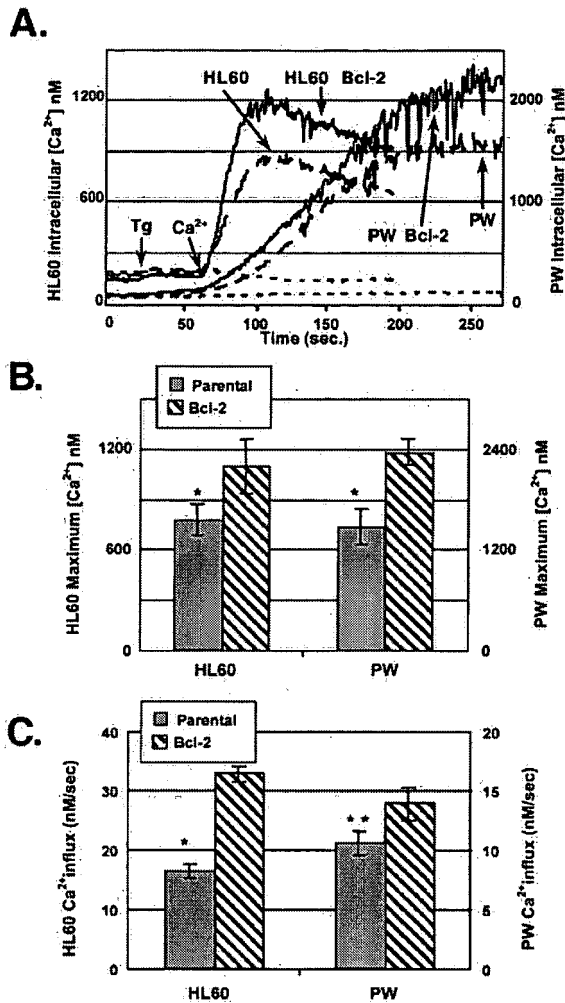 A.
HL60 HL60 Bcl-2
1200
600
0
2000
1000
0
HL60 Intracellular [Ca²⁺] nM
PW Intracellular [Ca²⁺] nM
Tg Ca²⁺
PW Bcl-2 PW
0 50 100 150 200 250
Time (sec.)
B.
Parental
Bcl-2
1200
600
0
2400
1200
0
HL60 Maximum [Ca²⁺] nM
PW Maximum [Ca²⁺] nM
* *
HL60 PW
C.
Parental
Bcl-2
40
30
20
10
0
20
15
10
5
0
HL60 Ca²⁺influx (nM/sec)
PW Ca²⁺influx (nM/sec)
* * *
HL60 PW